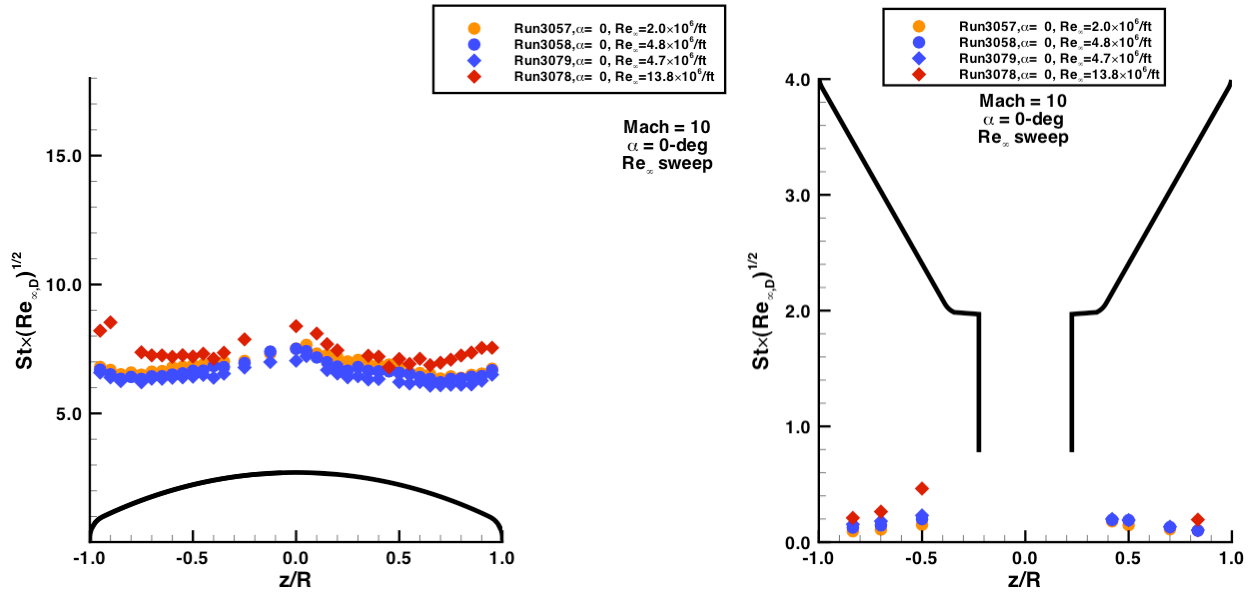 Run3057,α= 0, Re∞=2.0×10⁶/ft
Run3058,α= 0, Re∞=4.8×10⁶/ft
Run3079,α= 0, Re∞=4.7×10⁶/ft
Run3078,α= 0, Re∞=13.8×10⁶/ft
Mach = 10
α = 0-deg
Re∞ sweep
St×(Re∞,D)1/2
15.0
10.0
5.0
-1.0 -0.5 0.0 0.5 1.0
z/R
Run3057,α= 0, Re∞=2.0×10⁶/ft
Run3058,α= 0, Re∞=4.8×10⁶/ft
Run3079,α= 0, Re∞=4.7×10⁶/ft
Run3078,α= 0, Re∞=13.8×10⁶/ft
Mach = 10
α = 0-deg
Re∞ sweep
St×(Re∞,D)1/2
4.0
3.0
2.0
1.0
0.0
-1.0 -0.5 0.0 0.5 1.0
z/R